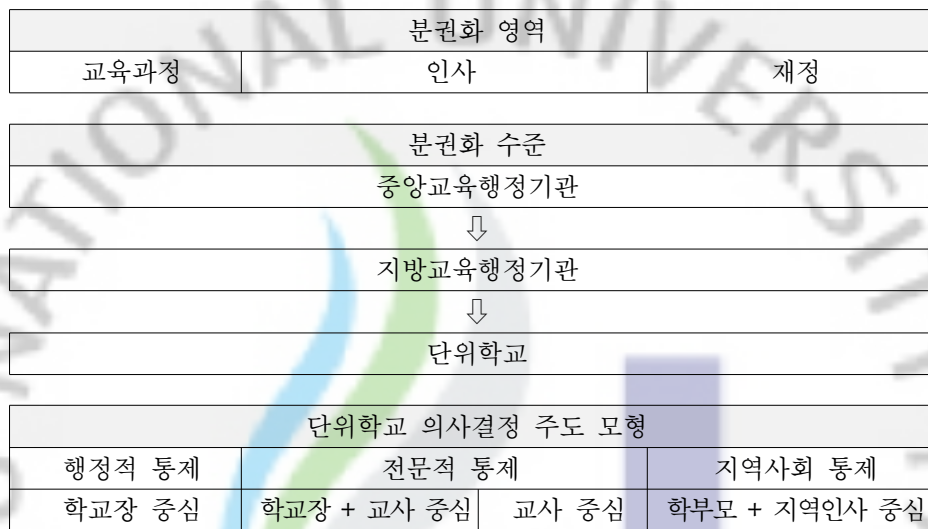 분권화 영역
교육과정 인사 재정
분권화 수준
중앙교육행정기관
⇩
지방교육행정기관
⇩
단위학교
단위학교 의사결정 주도 모형
행정적 통제 전문적 통제 지역사회 통제
학교장 중심 학교장 + 교사 중심 교사 중심 학부모 + 지역인사 중심